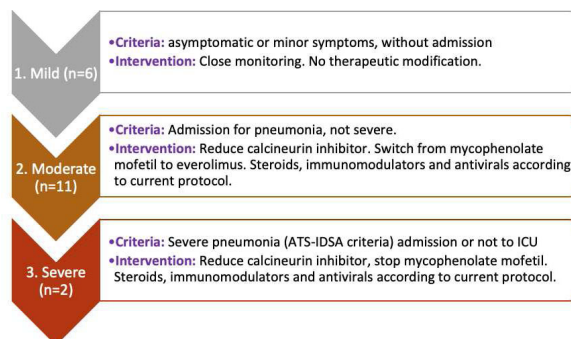 •Criteria: asymptomatic or minor symptoms, without admission
•Intervention: Close monitoring. No therapeutic modification.
1. Mild (n=6)
•Criteria: Admission for pneumonia, not severe.
•Intervention: Reduce calcineurin inhibitor. Switch from mycophenolate
mofetil to everolimus. Steroids, immunomodulators and antivirals according
to current protocol.
2. Moderate
(n=11)
•Criteria: Severe pneumonia (ATS-IDSA criteria) admission or not to ICU
•Intervention: Reduce calcineurin inhibitor, stop mycophenolate mofetil.
Steroids, immunomodulators and antivirals according to current protocol.
3. Severe
(n=2)